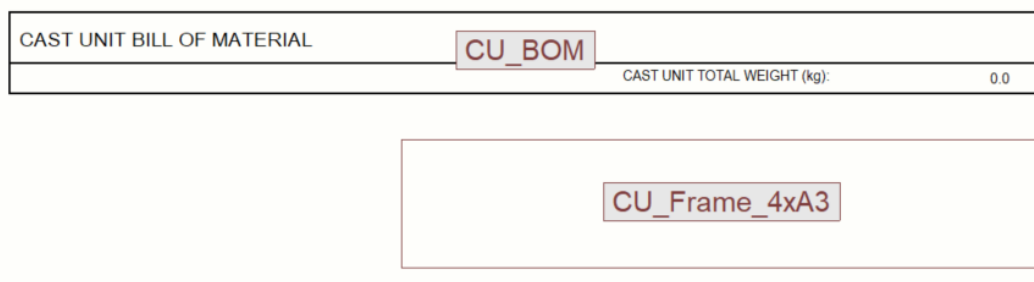 CAST UNIT BILL OF MATERIAL
CU_BOM
CAST UNIT TOTAL WEIGHT (kg): 0.0
CU_Frame_4xA3